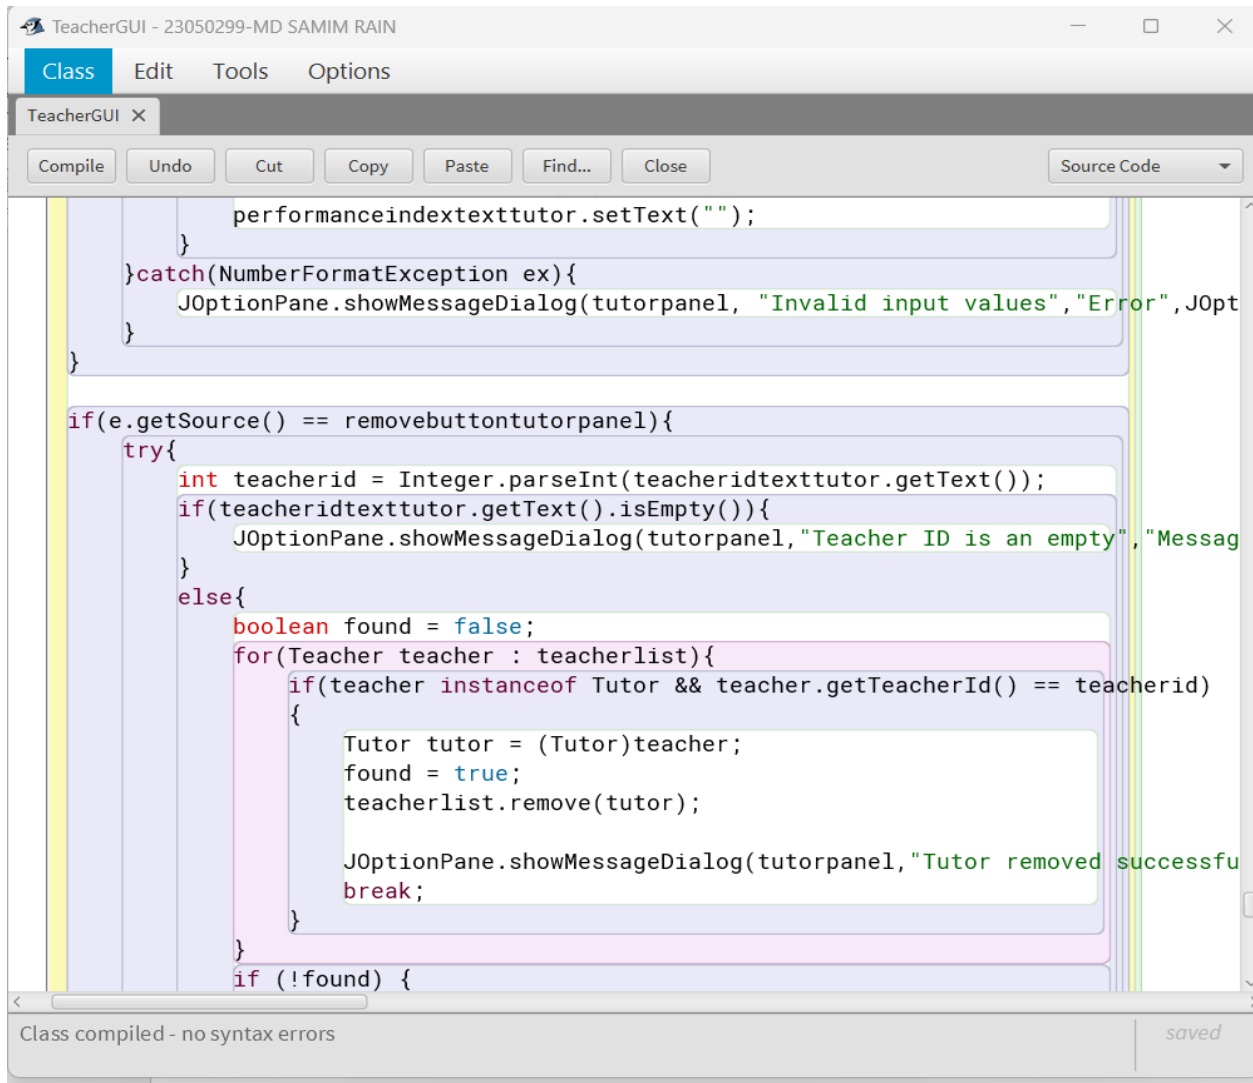 TeacherGUI - 23050299-MD SAMIM RAIN
Class Edit Tools Options
TeacherGUI
Compile Undo Cut Copy Paste Find... Close Source Code
performanceindextexttutor.setText("");
}
}catch(NumberFormatException ex){
JOptionPane.showMessageDialog(tutorpanel, "Invalid input values","Error",JOpt
}
}
if(e.getSource() == removebuttontutorpanel){
try{
int teacherid = Integer.parseInt(teacheridtexttutor.getText());
if(teacheridtexttutor.getText().isEmpty()){
JOptionPane.showMessageDialog(tutorpanel,"Teacher ID is an empty","Messag
}
else{
boolean found = false;
for(Teacher teacher : teacherlist){
if(teacher instanceof Tutor && teacher.getTeacherId() == teacherid)
{
Tutor tutor = (Tutor)teacher;
found = true;
teacherlist.remove(tutor);
JOptionPane.showMessageDialog(tutorpanel,"Tutor removed successfu
break;
}
}
if (!found) {
Class compiled - no syntax errors
saved